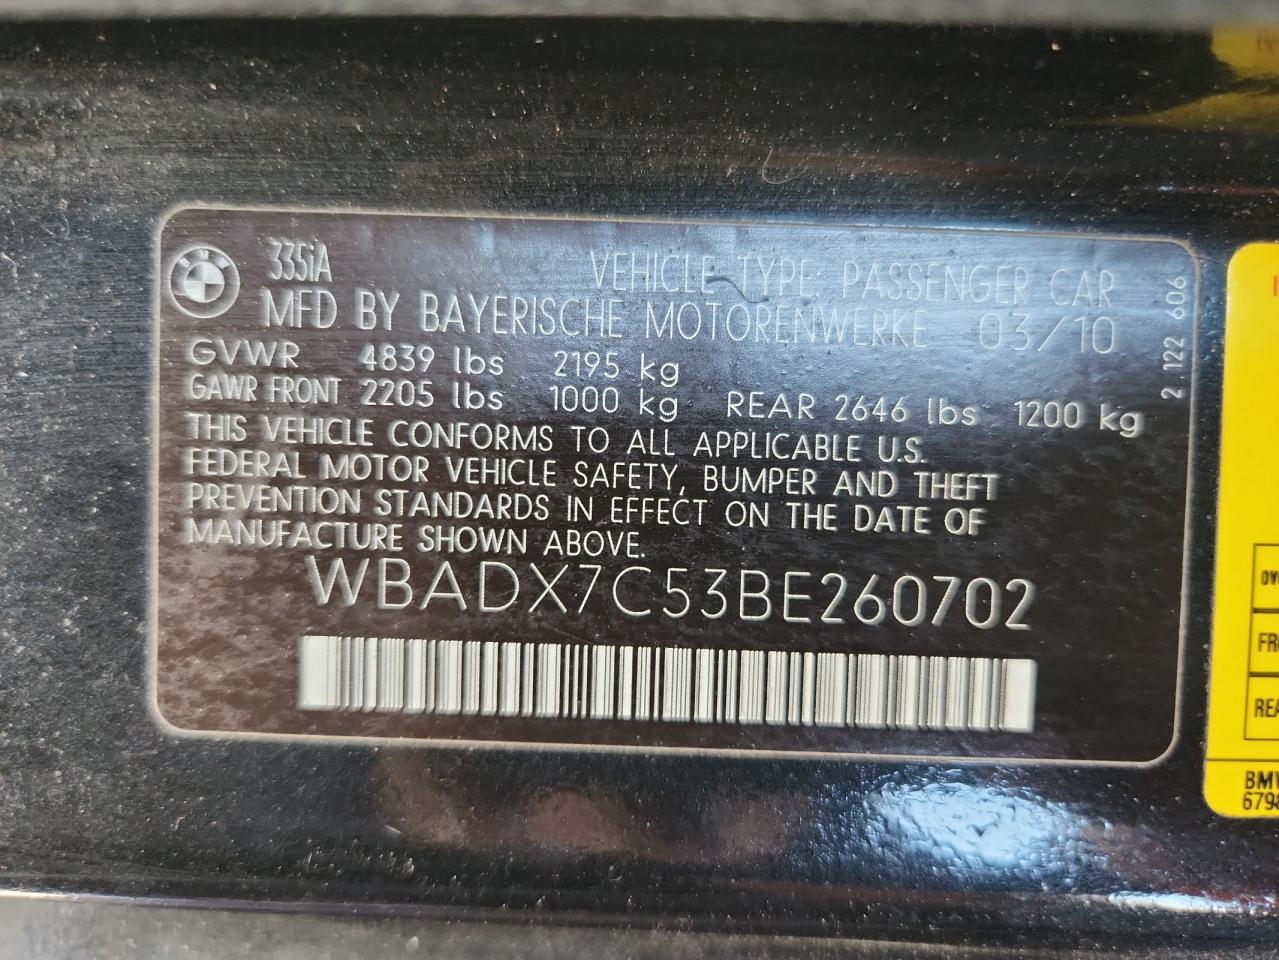 BMW
335iA
VEHICLE TYPE: PASSENGER CAR
MFD BY BAYERISCHE MOTORENWERKE 03/10
GVWR 4839 lbs 2195 kg
GAWR FRONT 2205 lbs 1000 kg REAR 2646 lbs 1200 kg
THIS VEHICLE CONFORMS TO ALL APPLICABLE U.S.
FEDERAL MOTOR VEHICLE SAFETY, BUMPER AND THEFT
PREVENTION STANDARDS IN EFFECT ON THE DATE OF
MANUFACTURE SHOWN ABOVE.
WBADX7C53BE260702
2 122 606
BMW